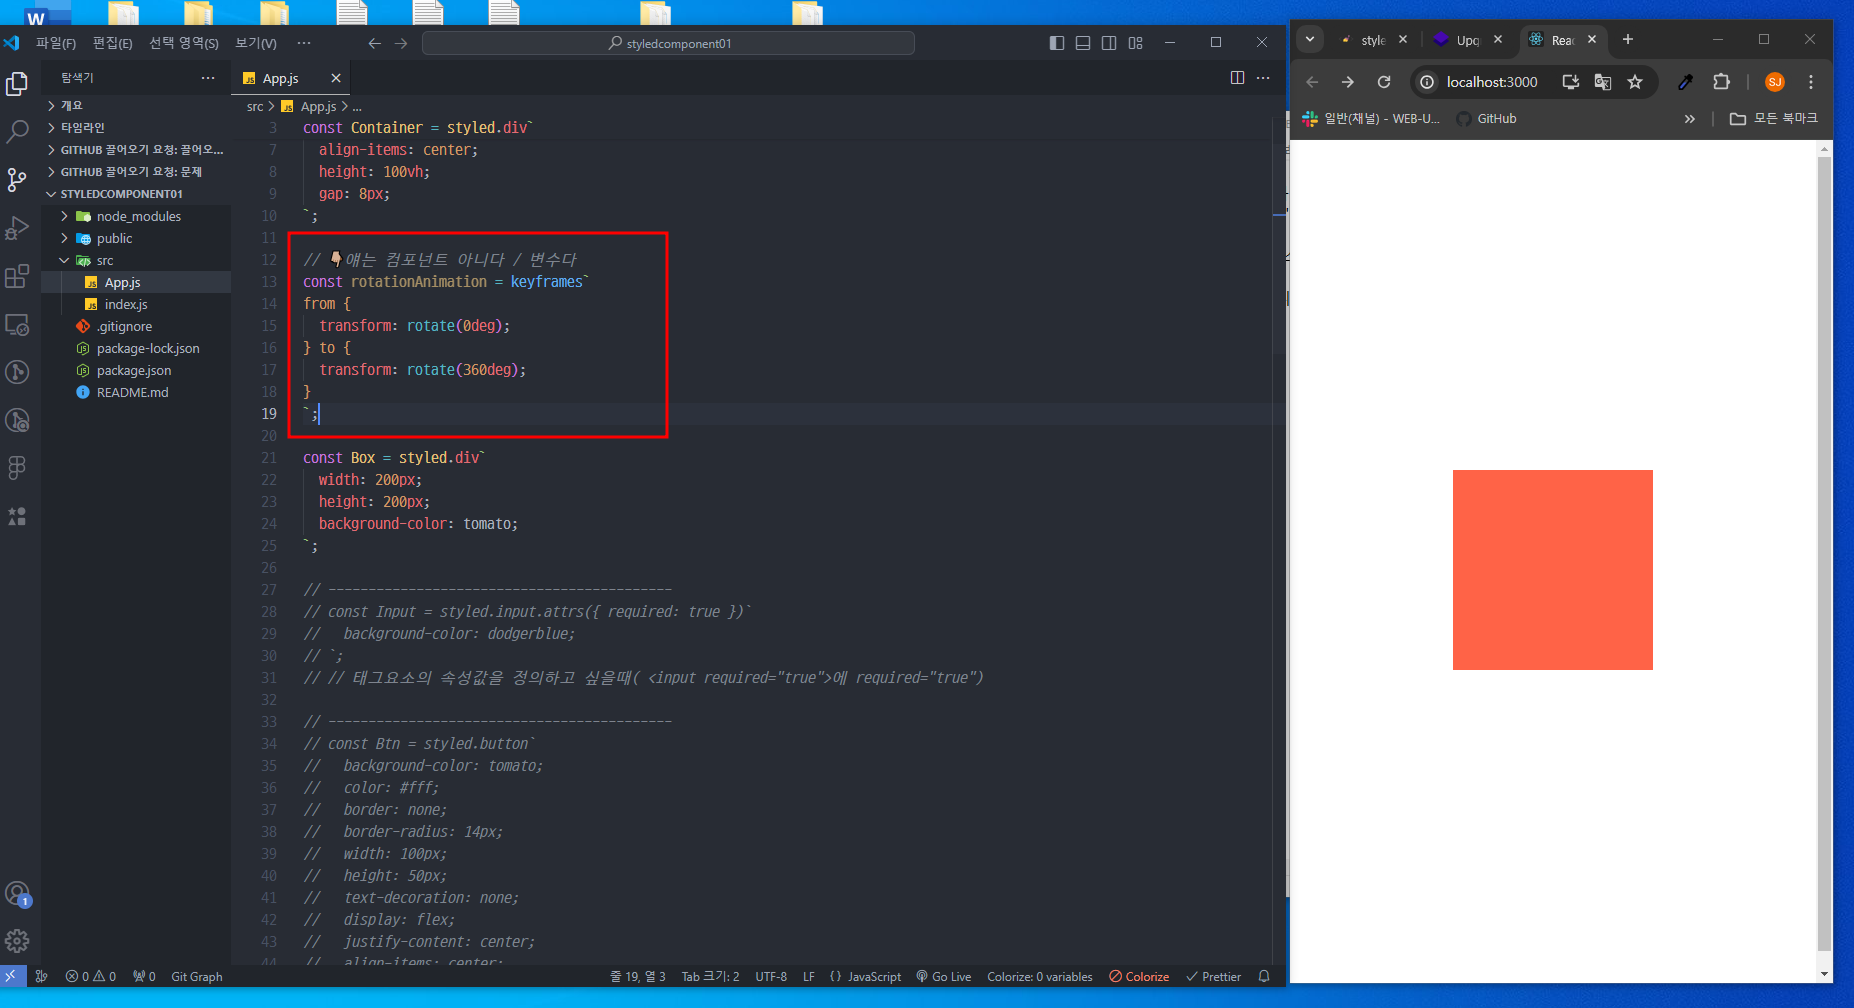 W
파일(F) 편집(E) 선택 영역(S) 보기(V) ··· styledcomponent01
탐색기 ···
개요
타임라인
GITHUB 끌어오기 요청: 끌어오...
GITHUB 끌어오기 요청: 문제
STYLEDCOMPONENT01
node_modules
public
src
JS App.js
JS index.js
.gitignore
package-lock.json
package.json
README.md
1
JS App.js
src > JS App.js > ...
3 const Container = styled.div`
7 align-items: center;
8 height: 100vh;
9 gap: 8px;
10 `;
11
12 // 👇얘는 컴포넌트 아니다 / 변수다
13 const rotationAnimation = keyframes`
14 from {
15 transform: rotate(0deg);
16 } to {
17 transform: rotate(360deg);
18 }
19 `;
20
21 const Box = styled.div`
22 width: 200px;
23 height: 200px;
24 background-color: tomato;
25 `;
26
27 // -------------------------------------------
28 // const Input = styled.input.attrs({ required: true })`
29 // background-color: dodgerblue;
30 // `;
31 // // 태그요소의 속성값을 정의하고 싶을때( <input required="true">에 required="true")
32
33 // -------------------------------------------
34 // const Btn = styled.button`
35 // background-color: tomato;
36 // color: #fff;
37 // border: none;
38 // border-radius: 14px;
39 // width: 100px;
40 // height: 50px;
41 // text-decoration: none;
42 // display: flex;
43 // justify-content: center;
44 // align-items: center;
0 0 0 Git Graph 줄 19, 열 3 Tab 크기: 2 UTF-8 LF {} JavaScript Go Live Colorize: 0 variables Colorize Prettier
style Upq Reac
localhost:3000 SJ
일반(채널) - WEB-U... GitHub » 모든 북마크